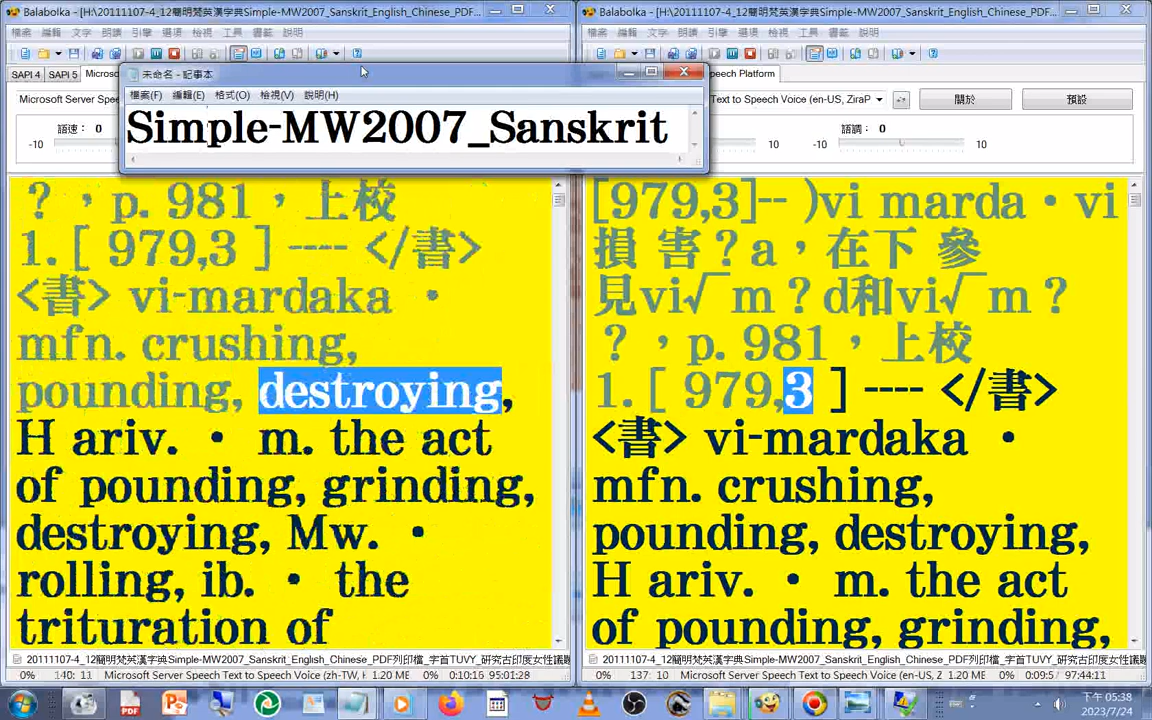 Balabolka - [H:\20111107-4_12簡明梵英漢字典Simple-MW2007_Sanskrit_English_Chinese_PDF...
檔案 編輯 文字 朗讀 引擎 選項 檢視 工具 書籤 說明
SAPI 4 SAPI 5 Micros
Microsoft Server Spee
語速: 0
-10
？，p. 981，上校
1. [ 979,3 ] ---- </書>
<書> vi-mardaka •
mfn. crushing,
pounding, destroying,
H ariv. • m. the act
of pounding, grinding,
destroying, Mw. •
rolling, ib. • the
trituration of
20111107-4_12簡明梵英漢字典Simple-MW2007_Sanskrit_English_Chinese_PDF列印檔_字首TUVY_研究古印度女性議題
0% 140: 11 Microsoft Server Speech Text to Speech Voice (zh-TW, 1.20 MB 0% 0:10:16 95:01:28
未命名 - 記事本
檔案(F) 編輯(E) 格式(O) 檢視(V) 說明(H)
Simple-MW2007_Sanskrit
Balabolka - [H:\20111107-4_12簡明梵英漢字典Simple-MW2007_Sanskrit_English_Chinese_PDF...
檔案 編輯 文字 朗讀 引擎 選項 檢視 工具 書籤 說明
peech Platform
Text to Speech Voice (en-US, ZiraP
關於 預設
10
語調: 0
-10 10
[979,3]-- )vi marda • vi
損 害？a，在下 參
見vi√ m？d和vi√ m？
？，p. 981，上校
1. [ 979,3 ] ---- </書>
<書> vi-mardaka •
mfn. crushing,
pounding, destroying,
H ariv. • m. the act
of pounding, grinding,
20111107-4_12簡明梵英漢字典Simple-MW2007_Sanskrit_English_Chinese_PDF列印檔_字首TUVY_研究古印度女性議題
0% 137: 10 Microsoft Server Speech Text to Speech Voice (en-US, Z 1.20 MB 0% 0:09:5 97:44:11
下午 05:38
2023/7/24